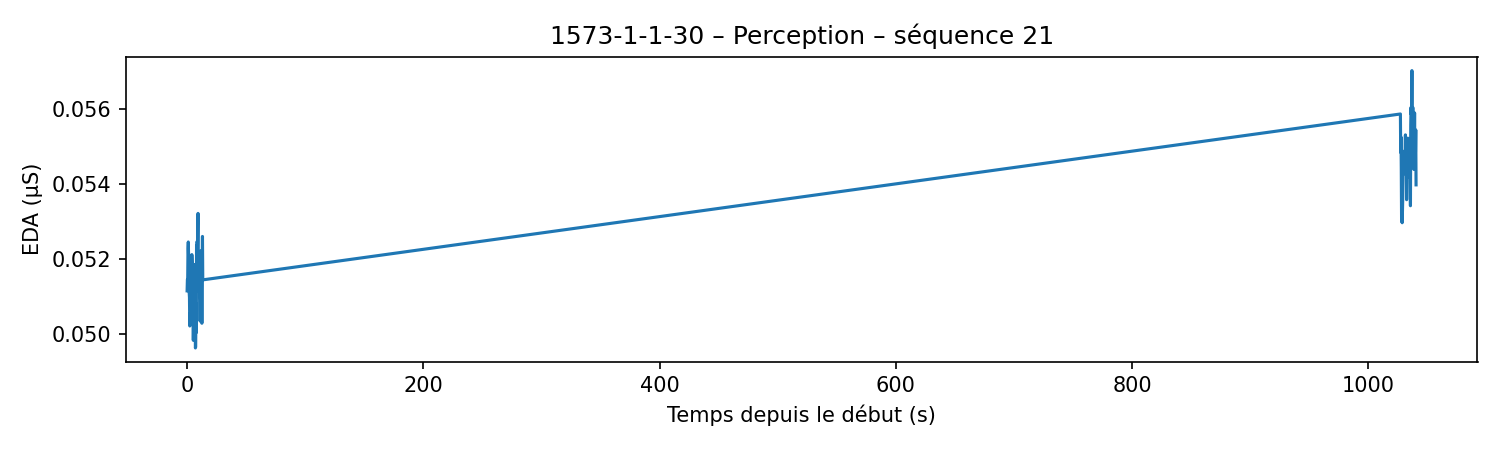 1573-1-1-30 – Perception – séquence 21
EDA (µS)
0.056
0.054
0.052
0.050
0 200 400 600 800 1000
Temps depuis le début (s)